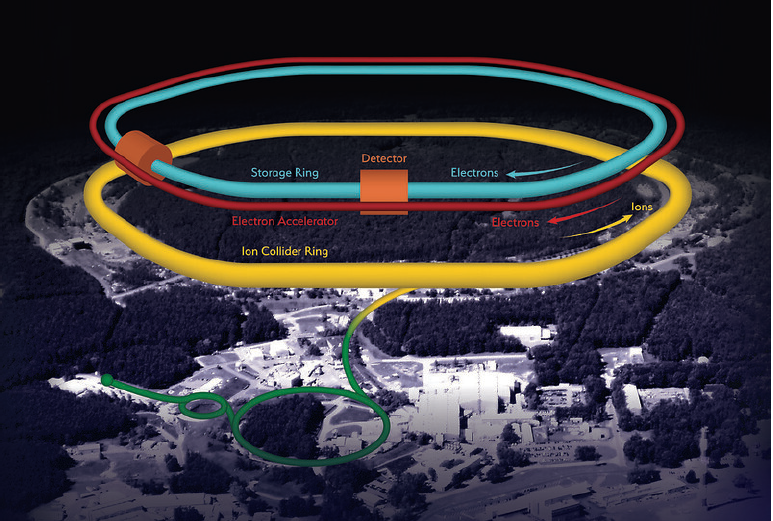 Detector
Storage Ring
Electrons
Ions
Electron Accelerator
Electrons
Ion Collider Ring